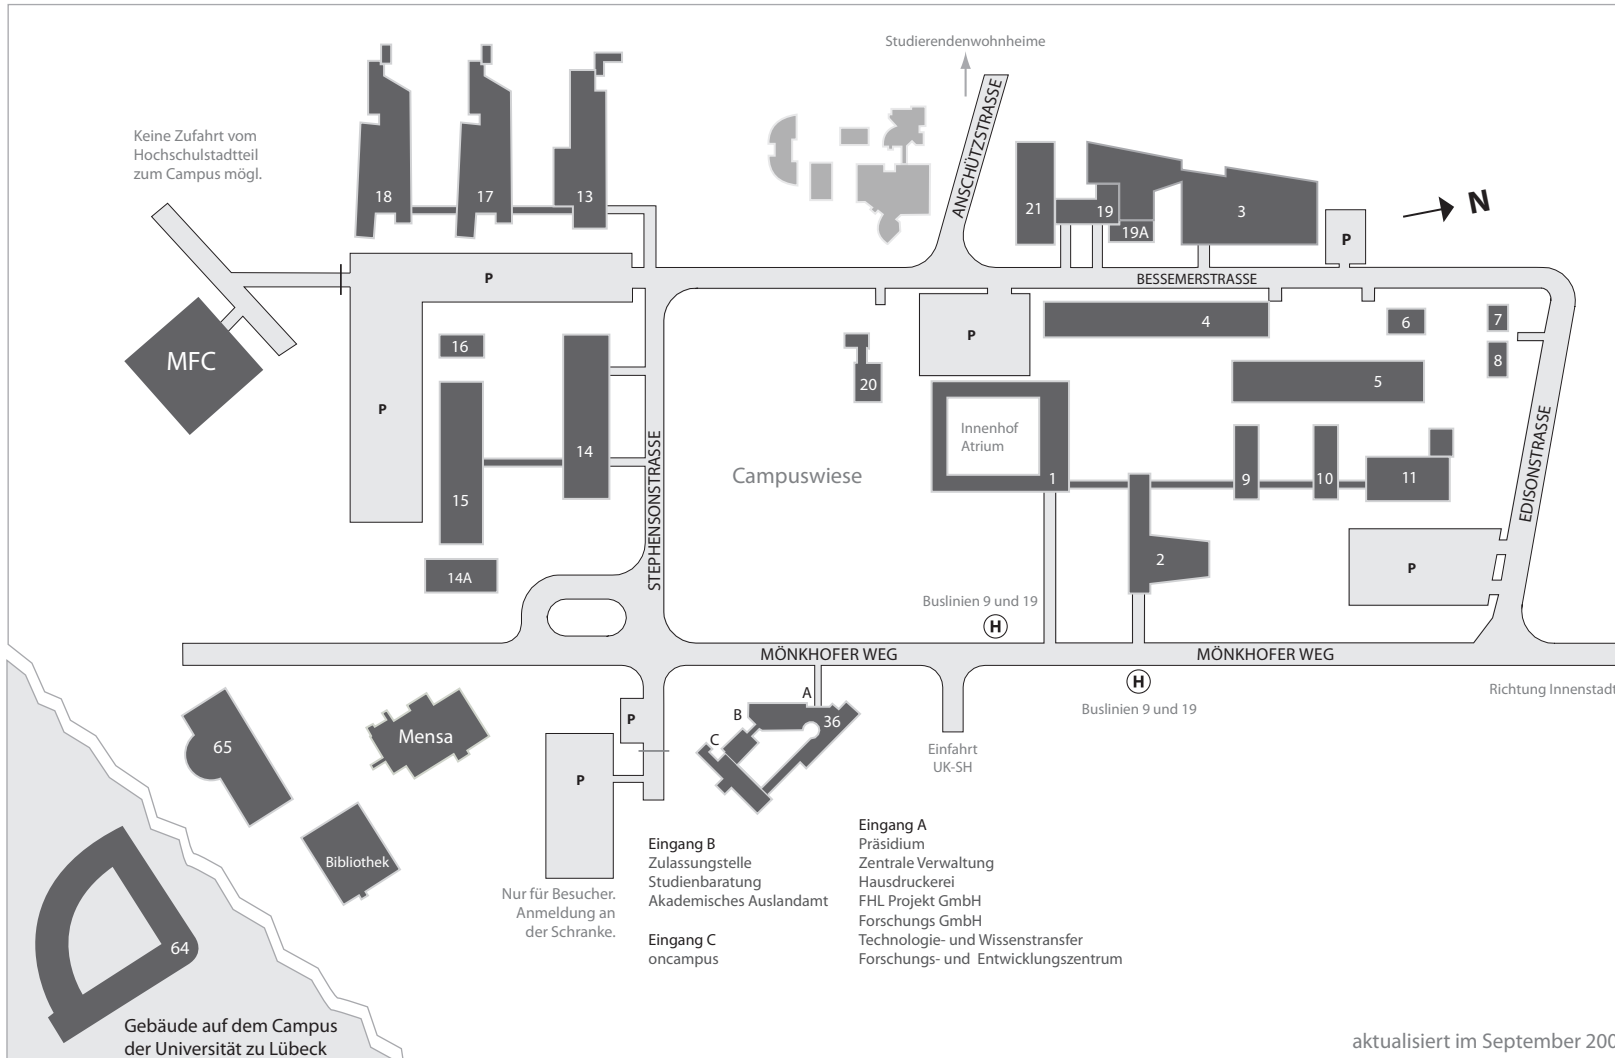 Studierendenwohnheime
ANSCHÜTZSTRASSE
Keine Zufahrt vom
Hochschulstadtteil
zum Campus mögl.
18
17
13
21
19
19A
3
N
P
P
BESSEMERSTRASSE
MFC
16
14
15
14A
P
STEPHENSONSTRASSE
Campuswiese
20
P
4
6
7
8
5
Innenhof
Atrium
1
9
10
11
2
EDISONSTRASSE
P
Buslinien 9 und 19
H
MÖNKHOFER WEG
MÖNKHOFER WEG
H
Buslinien 9 und 19
Richtung Innenstadt
65
Mensa
P
A
B
C
36
Einfahrt
UK-SH
P
Bibliothek
Nur für Besucher.
Anmeldung an
der Schranke.
Eingang B
Zulassungstelle
Studienbaratung
Akademisches Auslandamt
Eingang C
oncampus
Eingang A
Präsidium
Zentrale Verwaltung
Hausdruckerei
FHL Projekt GmbH
Forschungs GmbH
Technologie- und Wissenstransfer
Forschungs- und Entwicklungszentrum
64
Gebäude auf dem Campus
der Universität zu Lübeck
aktualisiert im September 200